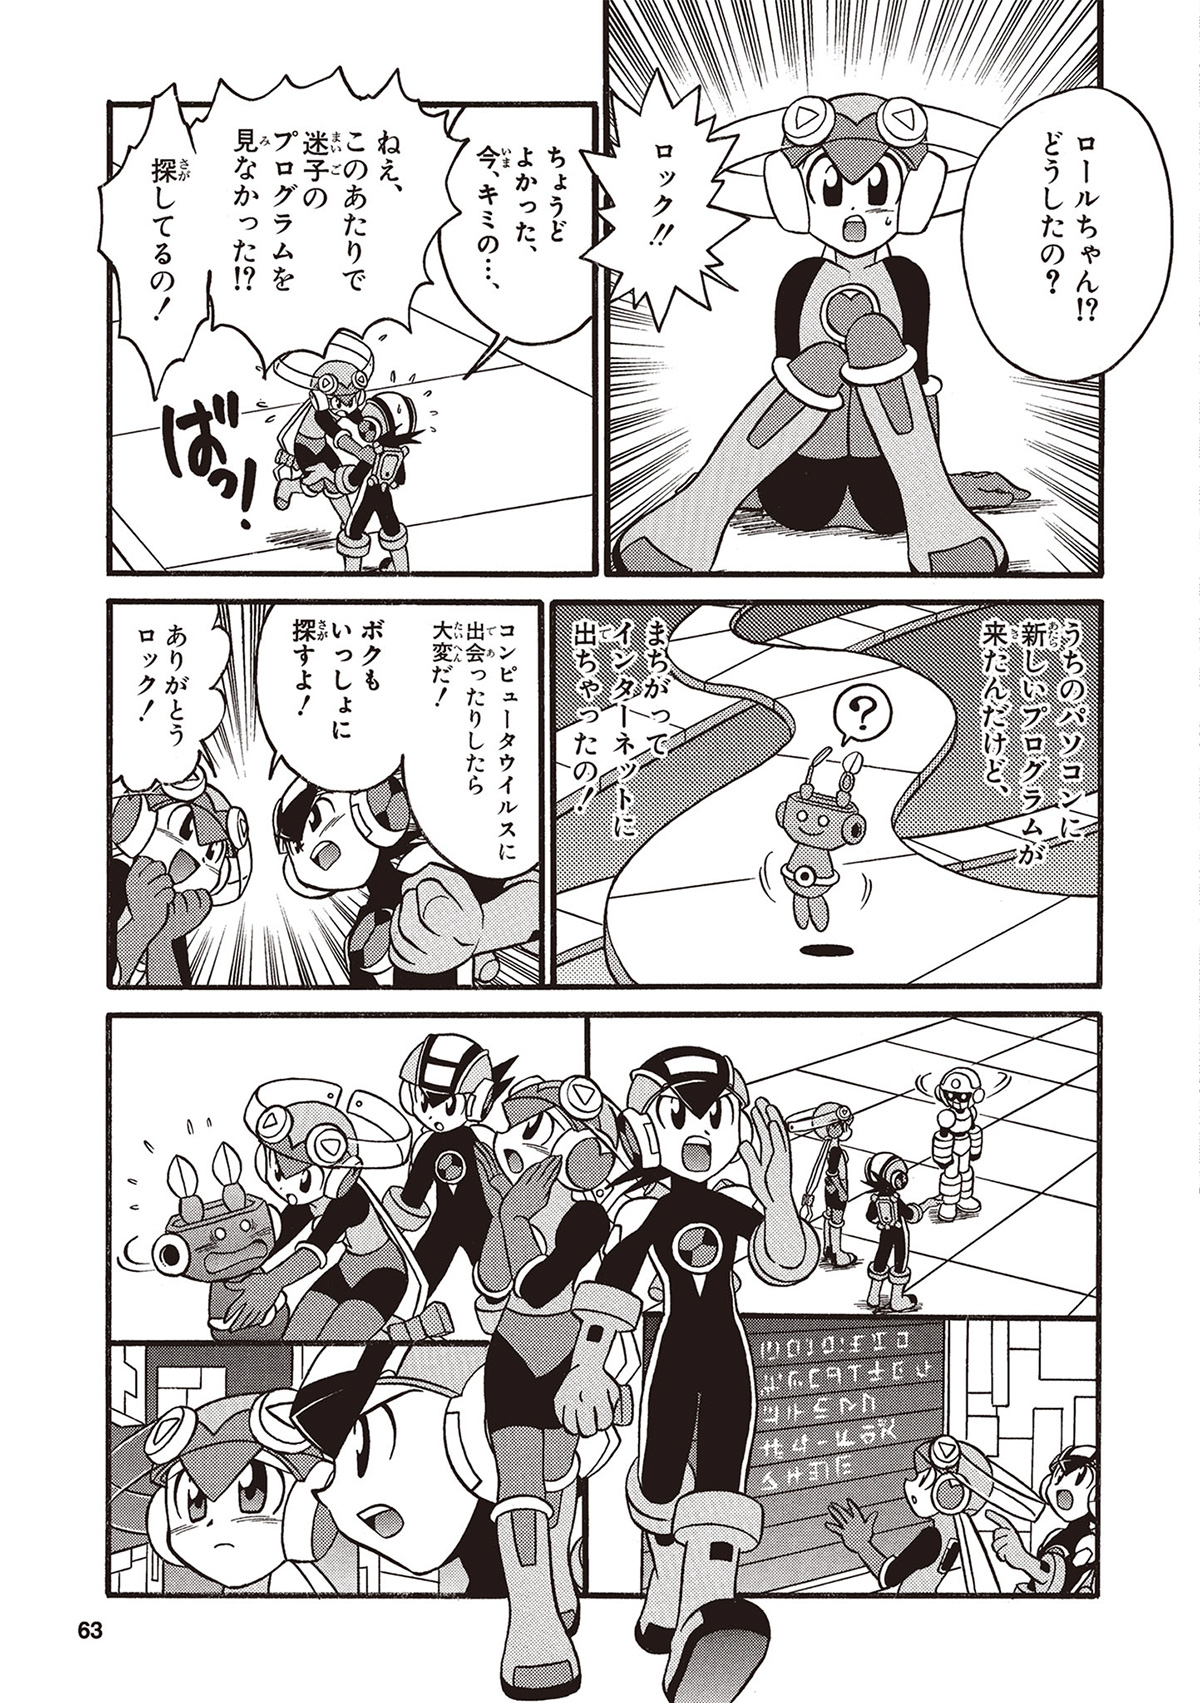 ロールちゃん!?
どうしたの？
ロック!!
ちょうど
よかった、
今、キミの…、
ねえ、
このあたりで
迷子の
プログラムを
見なかった!?
探してるの！
ばっ！
うちのパソコンに
新しいプログラムが
来たんだけど、
まちがって
インターネットに
出ちゃったの！
？
コンピュータウイルスに
出会ったりしたら
大変だ！
ボクも
いっしょに
探すよ！
ありがとう
ロック！
63